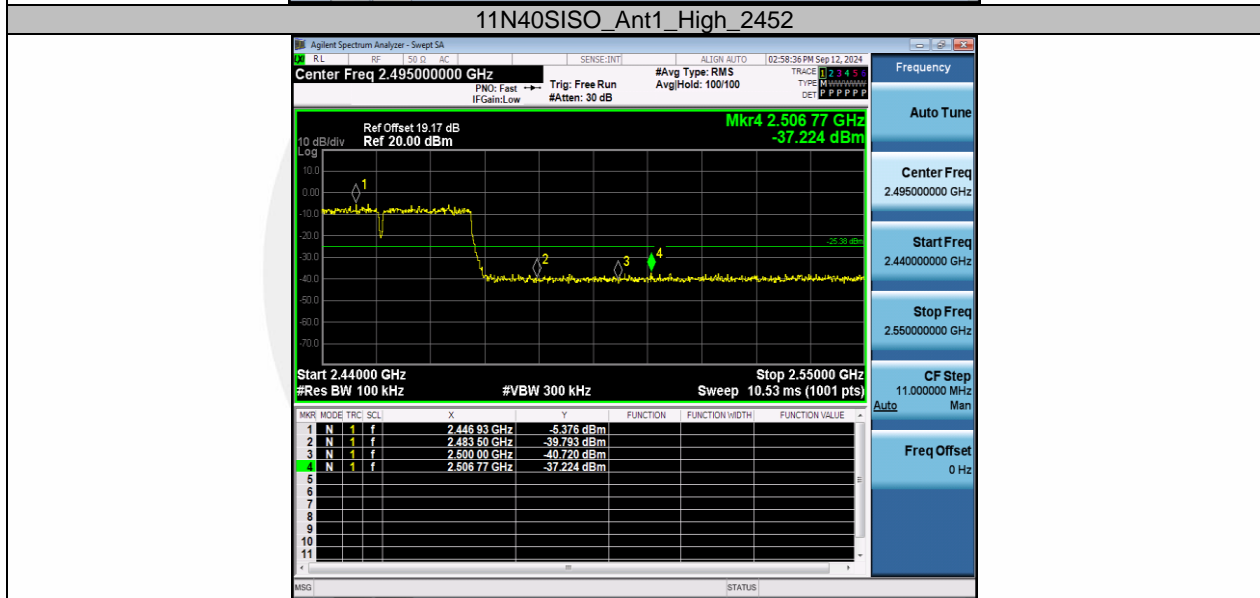 11N40SISO_Ant1_High_2452
Agilent Spectrum Analyzer - Swept SA
RL RF 50 Ω AC SENSE:INT ALIGN AUTO 02:58:36 PM Sep 12, 2024
Center Freq 2.495000000 GHz
PNO: Fast
IFGain:Low
Trig: Free Run
#Atten: 30 dB
#Avg Type: RMS
Avg|Hold: 100/100
TRACE 1 2 3 4 5 6
TYPE M WWWWW
DET P P P P P P
Frequency
Auto Tune
Mkr4 2.506 77 GHz
-37.224 dBm
Ref Offset 19.17 dB
10 dB/div Ref 20.00 dBm
Log
10.0
0.00
-10.0
-20.0
-30.0
-40.0
-50.0
-60.0
-70.0
1
2
3
4
-25.38 dBm
Start 2.44000 GHz Stop 2.55000 GHz
#Res BW 100 kHz #VBW 300 kHz Sweep 10.53 ms (1001 pts)
Center Freq
2.495000000 GHz
Start Freq
2.440000000 GHz
Stop Freq
2.550000000 GHz
CF Step
11.000000 MHz
Auto Man
Freq Offset
0 Hz
MKR MODE TRC SCL X Y FUNCTION FUNCTION WIDTH FUNCTION VALUE
1 N 1 f 2.446 93 GHz -5.376 dBm
2 N 1 f 2.483 50 GHz -39.793 dBm
3 N 1 f 2.500 00 GHz -40.720 dBm
4 N 1 f 2.506 77 GHz -37.224 dBm
5
6
7
8
9
10
11
MSG STATUS